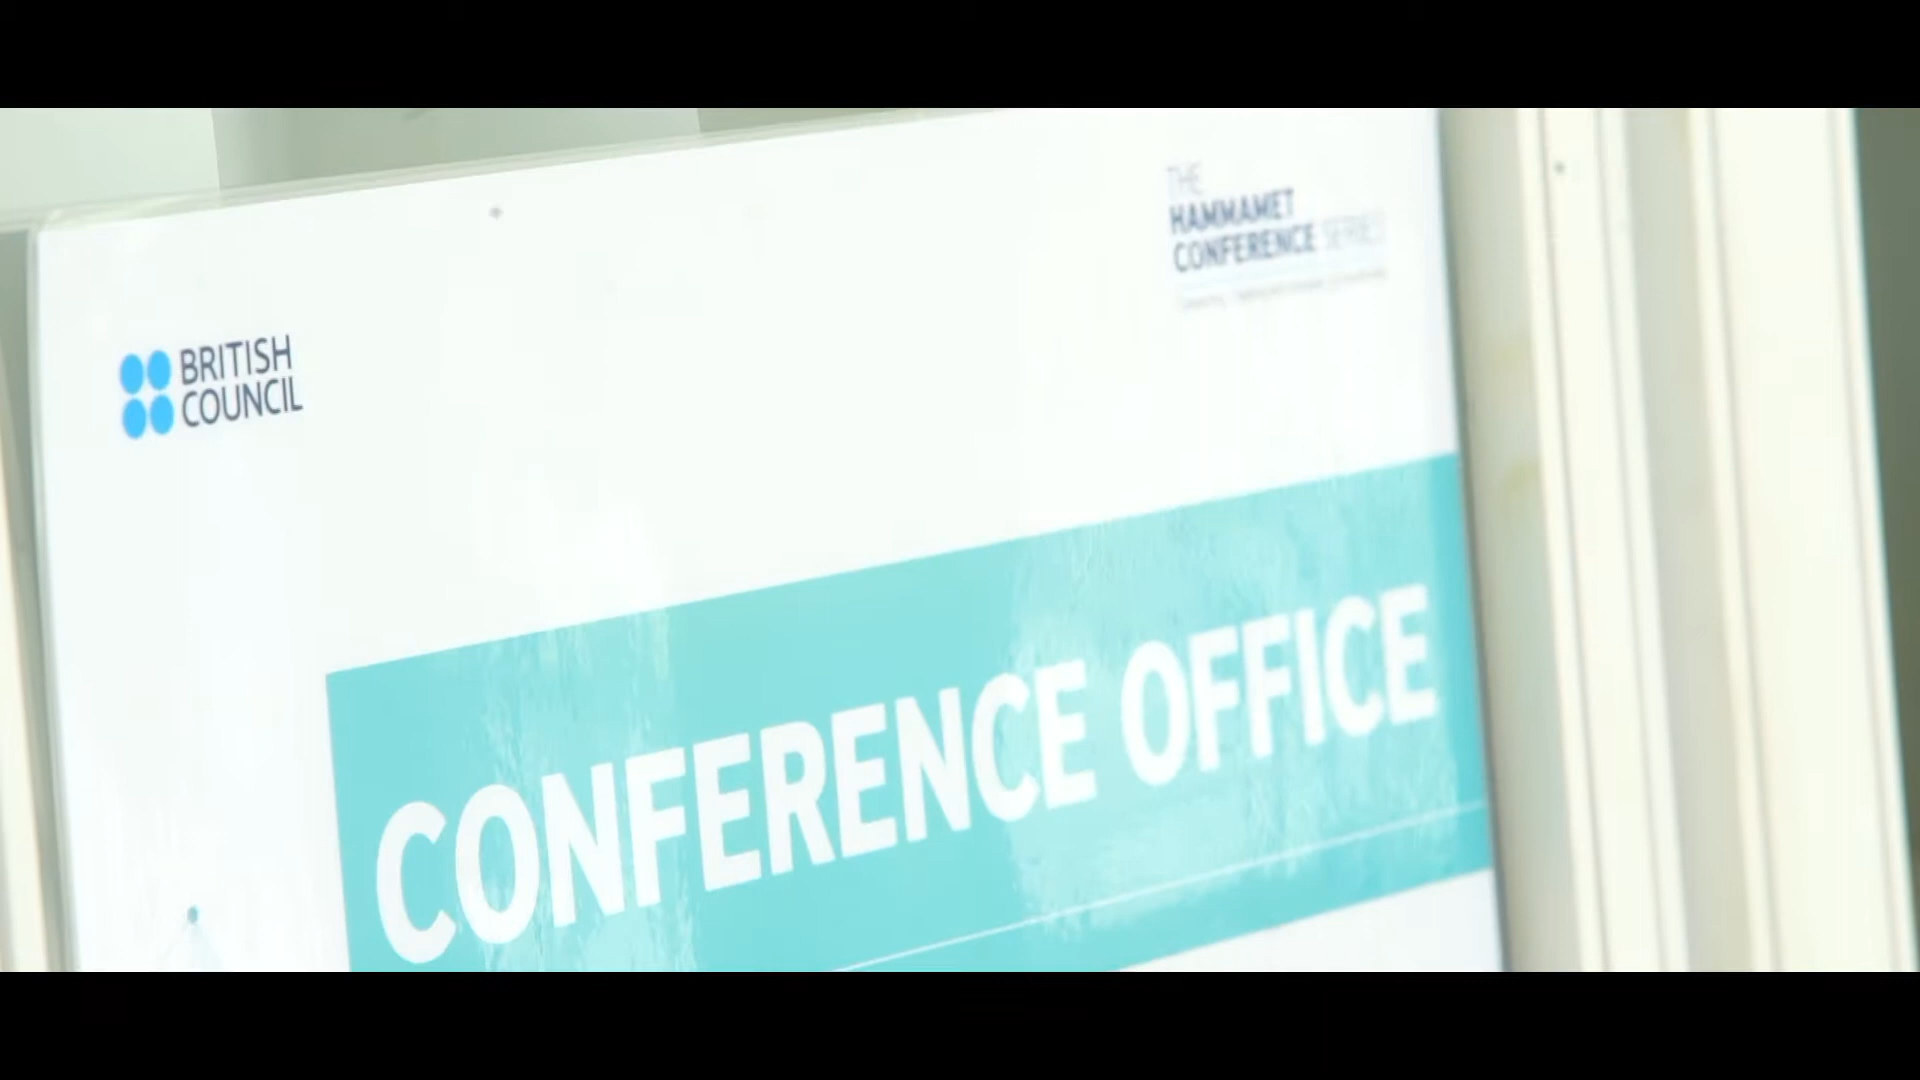 THE
HAMMAMET
CONFERENCE SERIES
BRITISH
COUNCIL
CONFERENCE OFFICE